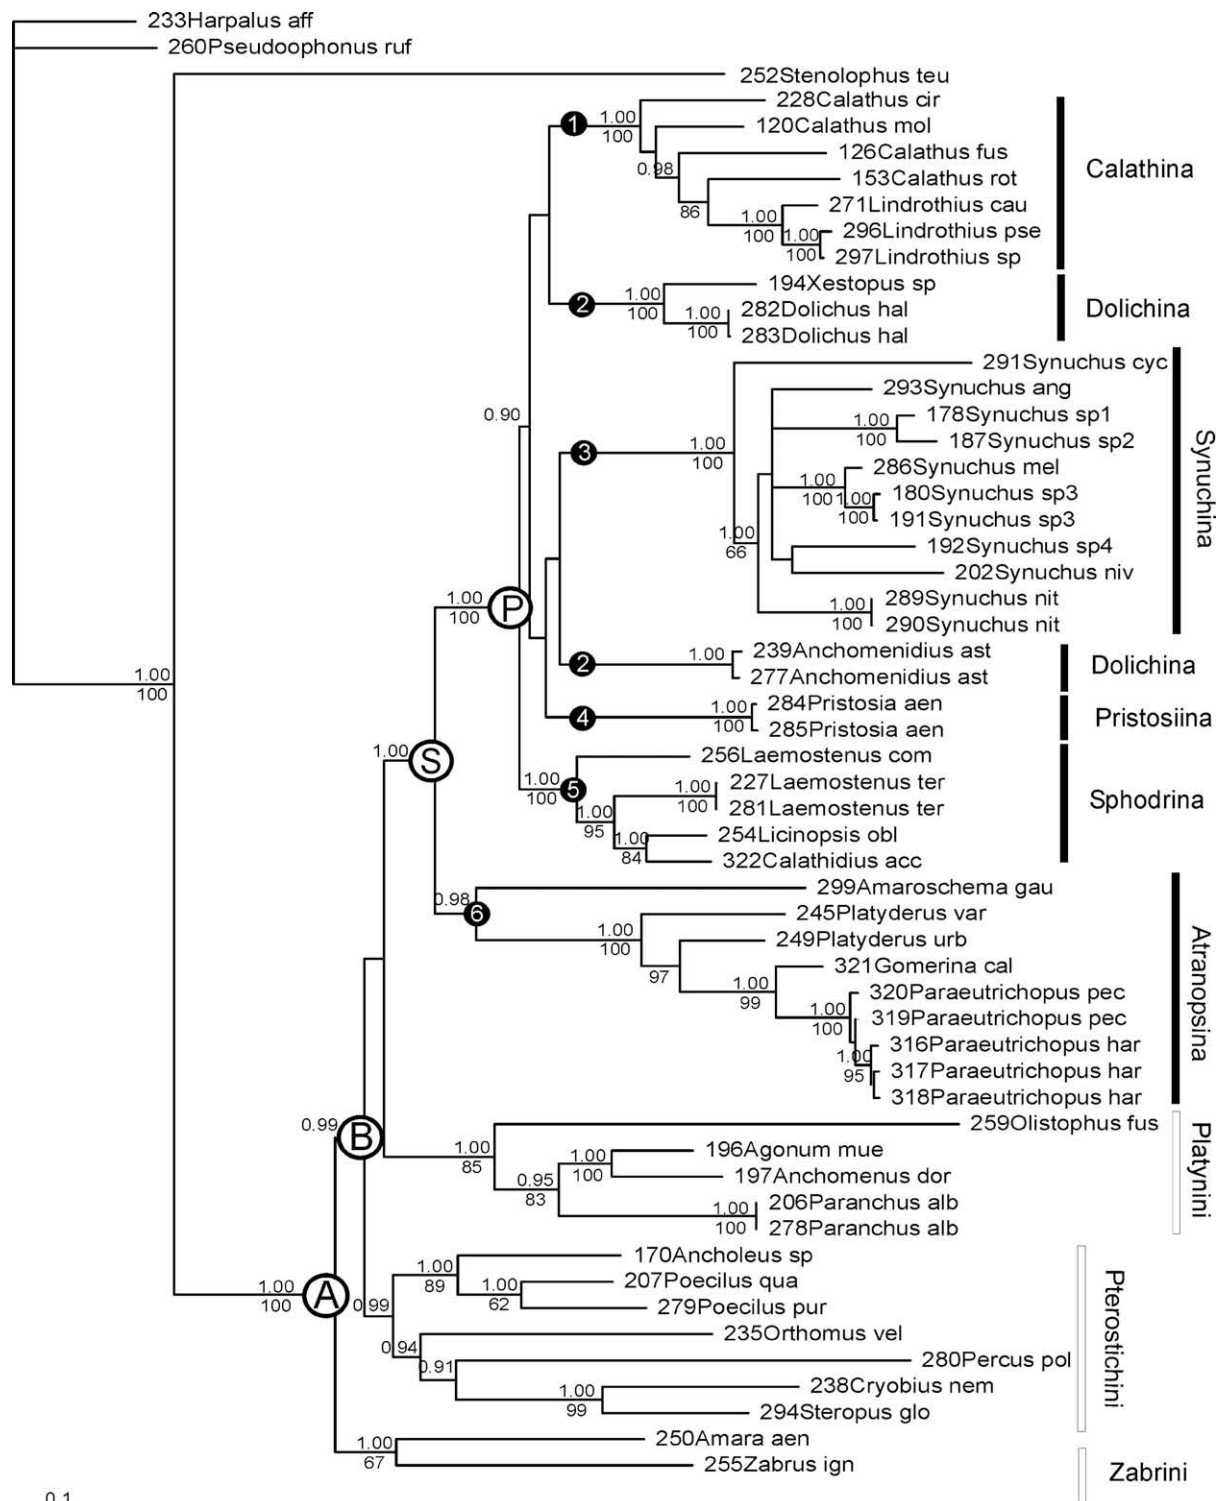 233Harpalus aff
260Pseudoophonus ruf
252Stenolophus teu
228Calathus cir
1.00
1
100
120Calathus mol
126Calathus fus
0.98
Calathina
153Calathus rot
86
271Lindrothius cau
1.00
100
296Lindrothius pse
1.00
100
297Lindrothius sp
194Xestopus sp
1.00
2
100
282Dolichus hal
Dolichina
1.00
100
283Dolichus hal
291Synuchus cyc
293Synuchus ang
0.90
178Synuchus sp1
1.00
100
187Synuchus sp2
1.00
3
100
286Synuchus mel
1.00
100
180Synuchus sp3
1.00
100
191Synuchus sp3
Synuchina
1.00
66
192Synuchus sp4
202Synuchus niv
289Synuchus nit
1.00
100
290Synuchus nit
1.00
P
100
239Anchomenidius ast
1.00
2
Dolichina
277Anchomenidius ast
1.00
100
284Pristosia aen
1.00
4
100
Pristosiina
285Pristosia aen
1.00
S
256Laemostenus com
1.00
5
100
227Laemostenus ter
1.00
100
281Laemostenus ter
Sphodrina
1.00
95
254Licinopsis obl
1.00
84
322Calathidius acc
299Amaroschema gau
0.98
6
245Platyderus var
1.00
100
249Platyderus urb
97
321Gomerina cal
1.00
99
320Paraeutrichopus pec
1.00
100
319Paraeutrichopus pec
Atranopsina
316Paraeutrichopus har
1.00
95
317Paraeutrichopus har
318Paraeutrichopus har
259Olistophus fus
0.99
B
1.00
85
196Agonum mue
1.00
100
197Anchomenus dor
0.95
83
206Paranchus alb
1.00
100
278Paranchus alb
Platynini
170Ancholeus sp
1.00
89
207Poecilus qua
1.00
62
279Poecilus pur
1.00
A
100
0.99
235Orthomus vel
0.94
280Percus pol
0.91
238Cryobius nem
1.00
99
294Steropus glo
Pterostichini
250Amara aen
1.00
67
255Zabrus ign
Zabrini
0.1